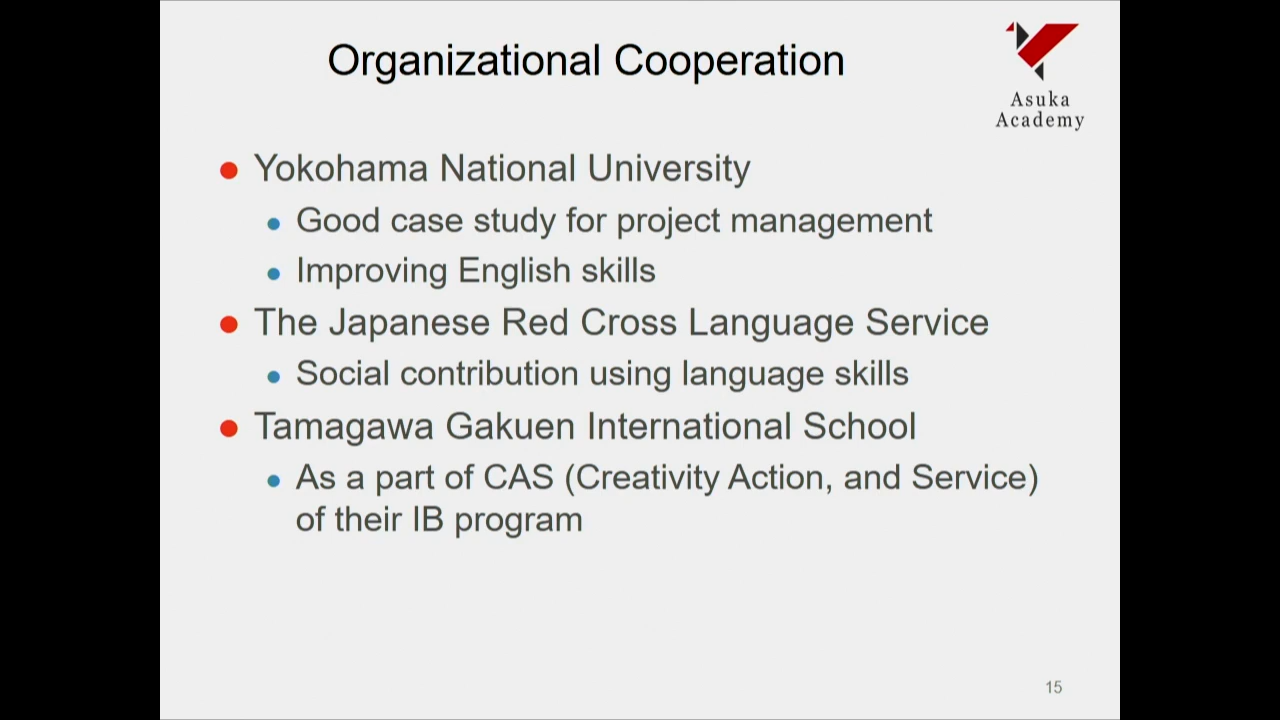 Organizational Cooperation
Asuka
Academy
Yokohama National University
Good case study for project management
Improving English skills
The Japanese Red Cross Language Service
Social contribution using language skills
Tamagawa Gakuen International School
As a part of CAS (Creativity Action, and Service)
of their IB program
15